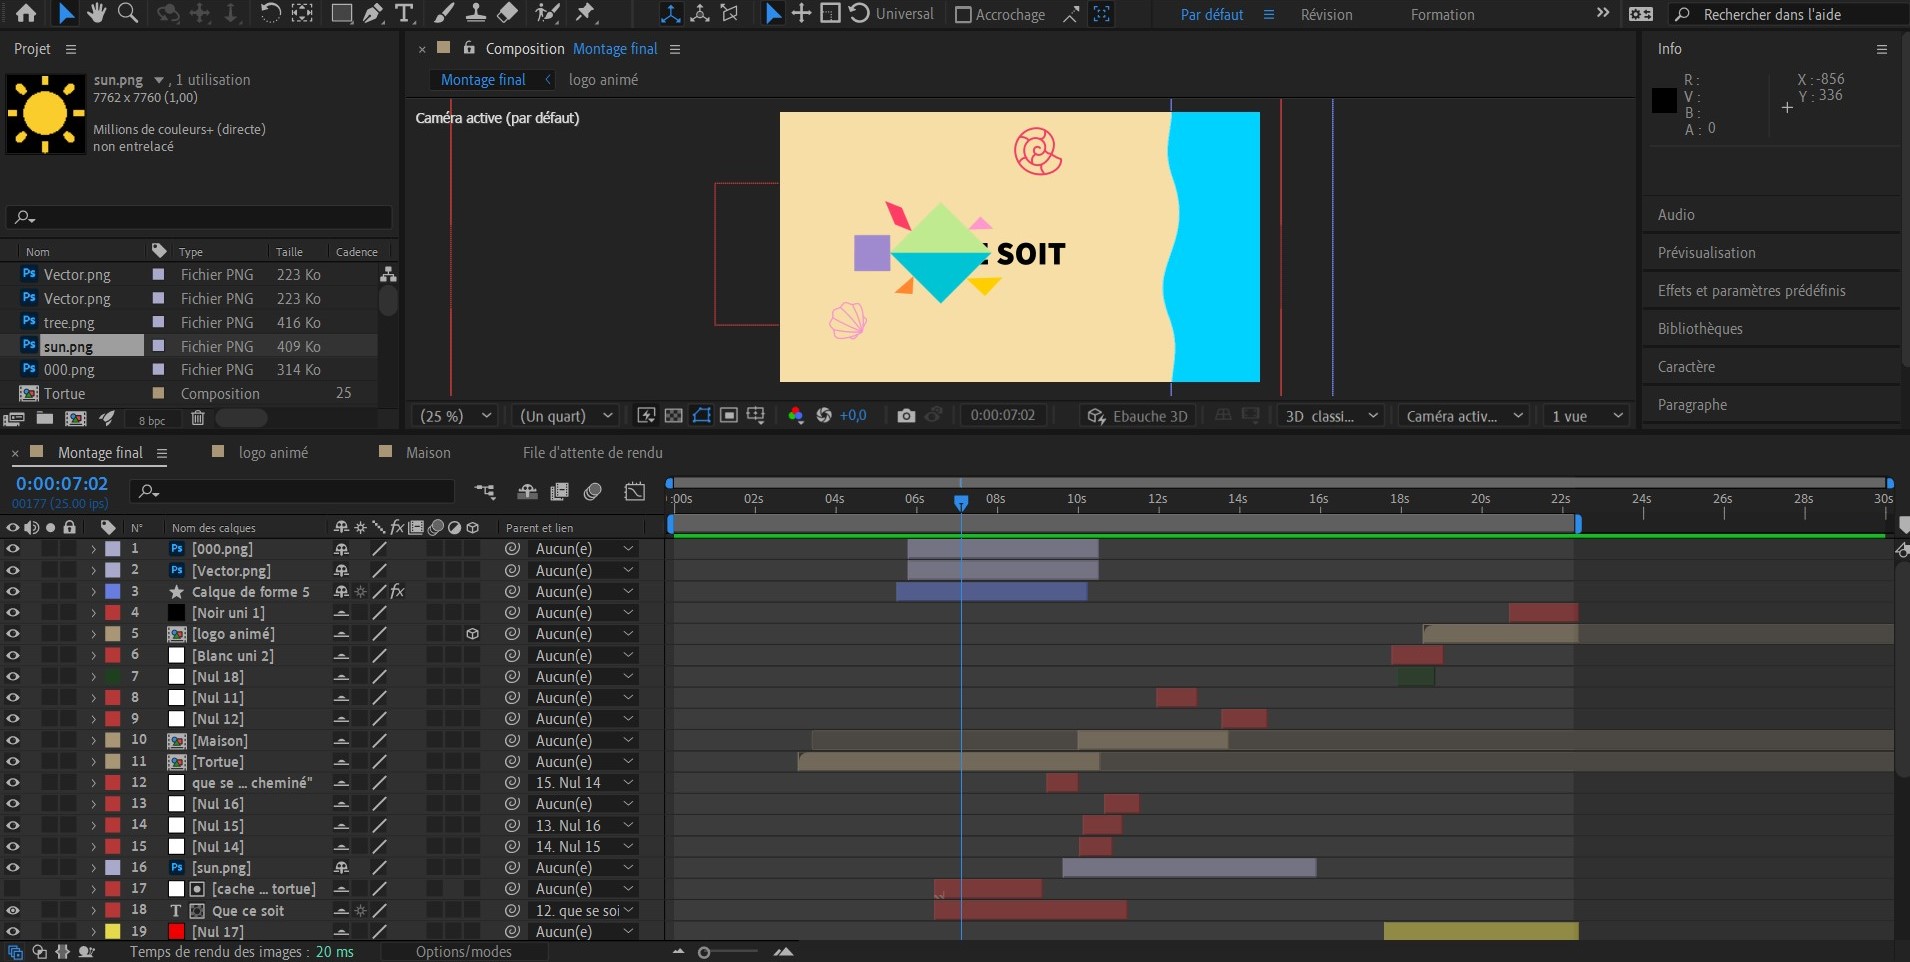 Universal
Accrochage
Par défaut
Révision
Formation
Rechercher dans l'aide
Projet
sun.png , 1 utilisation
7762 x 7760 (1,00)
Millions de couleurs+ (directe)
non entrelacé
Nom Type Taille Cadence
Ps Vector.png Fichier PNG 223 Ko
Ps Vector.png Fichier PNG 223 Ko
Ps tree.png Fichier PNG 416 Ko
Ps sun.png Fichier PNG 409 Ko
Ps 000.png Fichier PNG 314 Ko
Tortue Composition 25
8 bpc
Composition Montage final
Montage final logo animé
Caméra active (par défaut)
SOIT
(25 %) (Un quart) +0,0 0:00:07:02 Ebauche 3D 3D classi... Caméra activ... 1 vue
Info
R :
V :
B :
A : 0
X :-856
Y : 336
Audio
Prévisualisation
Effets et paramètres prédéfinis
Bibliothèques
Caractère
Paragraphe
Montage final logo animé Maison File d'attente de rendu
0:00:07:02
00177 (25.00 ips)
:00s 02s 04s 06s 08s 10s 12s 14s 16s 18s 20s 22s 24s 26s 28s 30s
N° Nom des calques fx Parent et lien
1 Ps [000.png] Aucun(e)
2 Ps [Vector.png] Aucun(e)
3 Calque de forme 5 fx Aucun(e)
4 [Noir uni 1] Aucun(e)
5 [logo animé] Aucun(e)
6 [Blanc uni 2] Aucun(e)
7 [Nul 18] Aucun(e)
8 [Nul 11] Aucun(e)
9 [Nul 12] Aucun(e)
10 [Maison] Aucun(e)
11 [Tortue] Aucun(e)
12 que se ... cheminé" 15. Nul 14
13 [Nul 16] Aucun(e)
14 [Nul 15] 13. Nul 16
15 [Nul 14] 14. Nul 15
16 Ps [sun.png] Aucun(e)
17 [cache ... tortue] Aucun(e)
18 T Que ce soit 12. que se soi
19 [Nul 17] Aucun(e)
Temps de rendu des images : 20 ms Options/modes